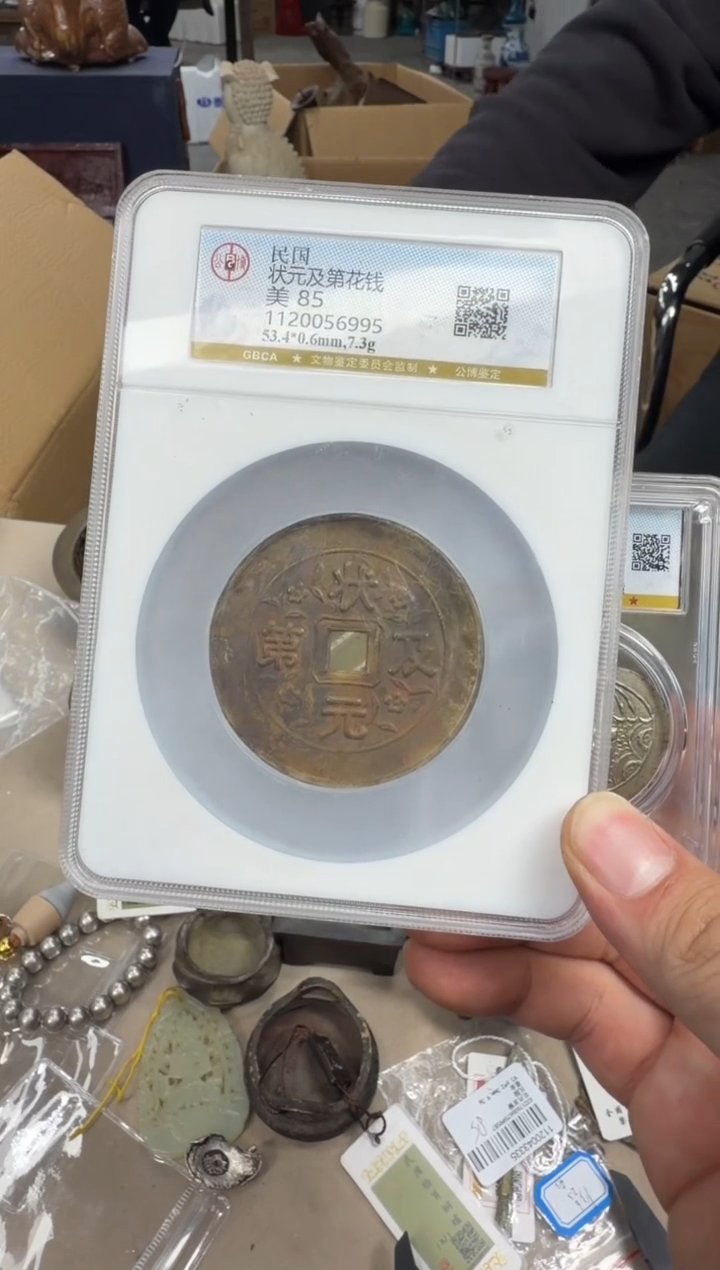 民国
状元及第花钱
美 85
1120056995
53.4*0.6mm,7.3g
GBCA ★ 文物鉴定委员会监制 ★ 公博鉴定
状
第 及
元
1120043335